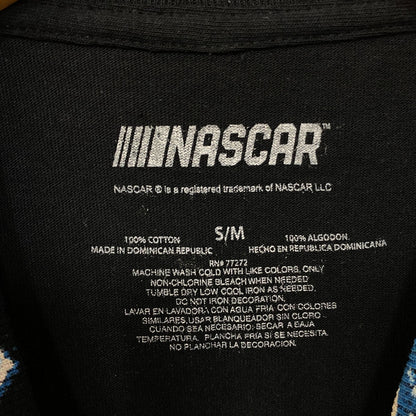 NASCAR™
NASCAR ® is a registered trademark of NASCAR LLC
S/M
100% COTTON
MADE IN DOMINICAN REPUBLIC
100% ALGODON
HECHO EN REPUBLICA DOMINICANA
RN# 77272
MACHINE WASH COLD WITH LIKE COLORS, ONLY
NON-CHLORINE BLEACH WHEN NEEDED.
TUMBLE DRY LOW COOL IRON AS NEEDED.
DO NOT IRON DECORATION.
LAVAR EN LAVADORA CON AGUA FRIA CON COLORES
SIMILARES, USAR BLANQUEADOR SIN CLORO
CUANDO SEA NECESARIO: SECAR A BAJA
TEMPERATURA. PLANCHA FRIA SI SE NECESITA.
NO PLANCHAR LA DECORACION.